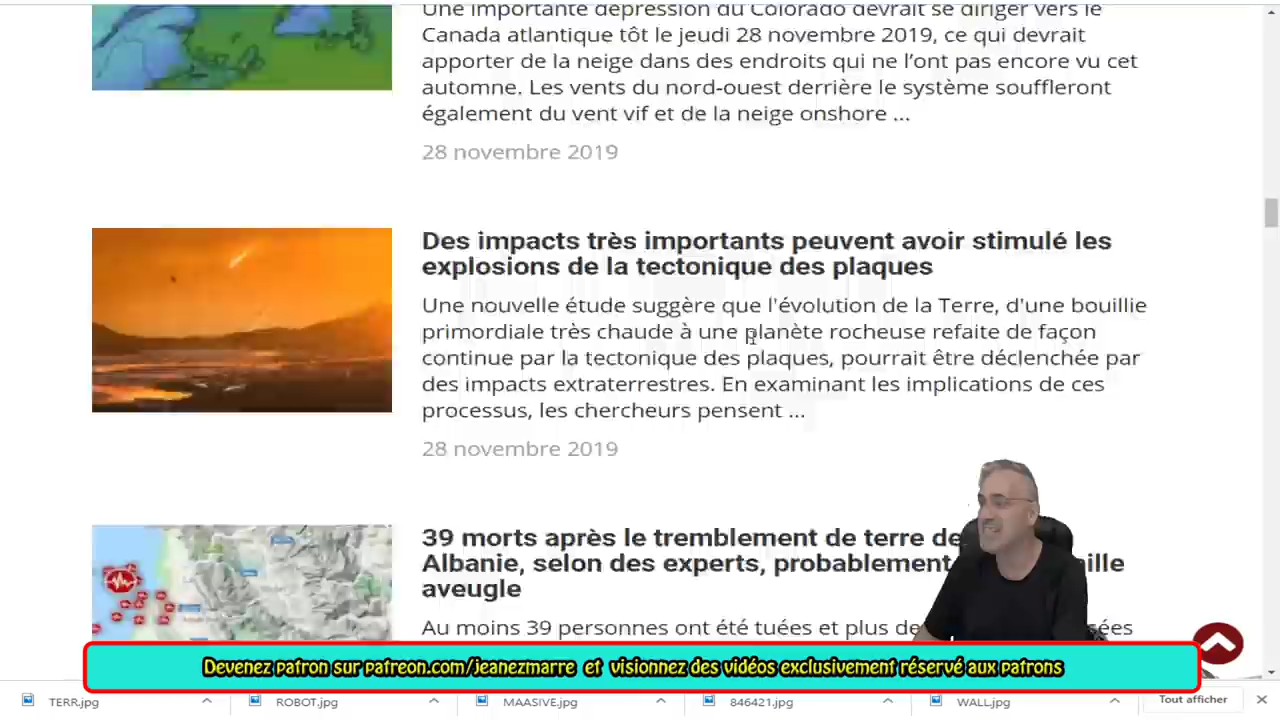 Une importante dépression du Colorado devrait se diriger vers le
Canada atlantique tôt le jeudi 28 novembre 2019, ce qui devrait
apporter de la neige dans des endroits qui ne l’ont pas encore vu cet
automne. Les vents du nord-ouest derrière le système souffleront
également du vent vif et de la neige onshore ...
28 novembre 2019
Des impacts très importants peuvent avoir stimulé les
explosions de la tectonique des plaques
Une nouvelle étude suggère que l'évolution de la Terre, d'une bouillie
primordiale très chaude à une planète rocheuse refaite de façon
continue par la tectonique des plaques, pourrait être déclenchée par
des impacts extraterrestres. En examinant les implications de ces
processus, les chercheurs pensent ...
28 novembre 2019
39 morts après le tremblement de terre de
Albanie, selon des experts, probablement
aveugle
Au moins 39 personnes ont été tuées et plus de
Devenez patron sur patreon.com/jeanezmarre et visionnez des vidéos exclusivement réservé aux patrons
TERR.jpg
ROBOT.jpg
MAASIVE.jpg
846421.jpg
WALL.jpg
Tout afficher